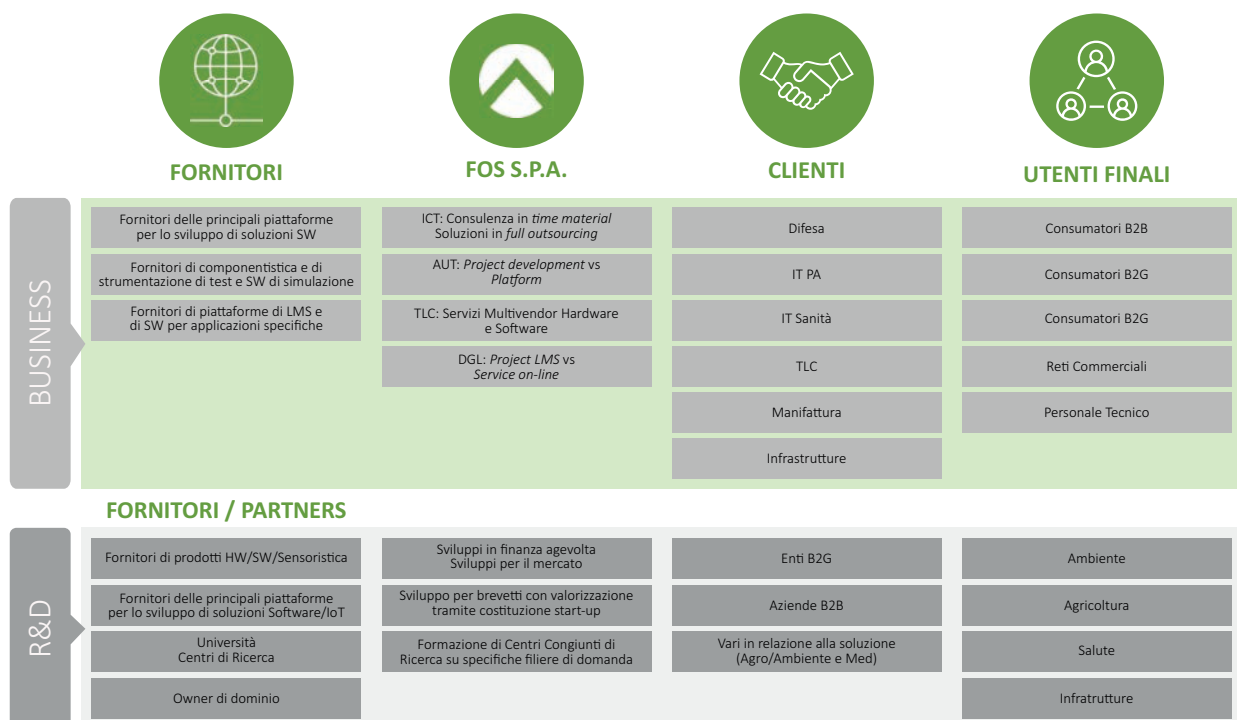 FORNITORI
FOS S.P.A.
CLIENTI
UTENTI FINALI
BUSINESS
Fornitori delle principali piattaforme
per lo sviluppo di soluzioni SW
Fornitori di componentistica e di
strumentazione di test e SW di simulazione
Fornitori di piattaforme di LMS e
di SW per applicazioni specifiche
ICT: Consulenza in time material
Soluzioni in full outsourcing
AUT: Project development vs
Platform
TLC: Servizi Multivendor Hardware
e Software
DGL: Project LMS vs
Service on-line
Difesa
IT PA
IT Sanità
TLC
Manifattura
Infrastrutture
Consumatori B2B
Consumatori B2G
Consumatori B2G
Reti Commerciali
Personale Tecnico
FORNITORI / PARTNERS
R&D
Fornitori di prodotti HW/SW/Sensoristica
Fornitori delle principali piattaforme
per lo sviluppo di soluzioni Software/IoT
Università
Centri di Ricerca
Owner di dominio
Sviluppi in finanza agevolta
Sviluppi per il mercato
Sviluppo per brevetti con valorizzazione
tramite costituzione start-up
Formazione di Centri Congiunti di
Ricerca su specifiche filiere di domanda
Enti B2G
Aziende B2B
Vari in relazione alla soluzione
(Agro/Ambiente e Med)
Ambiente
Agricoltura
Salute
Infratrutture